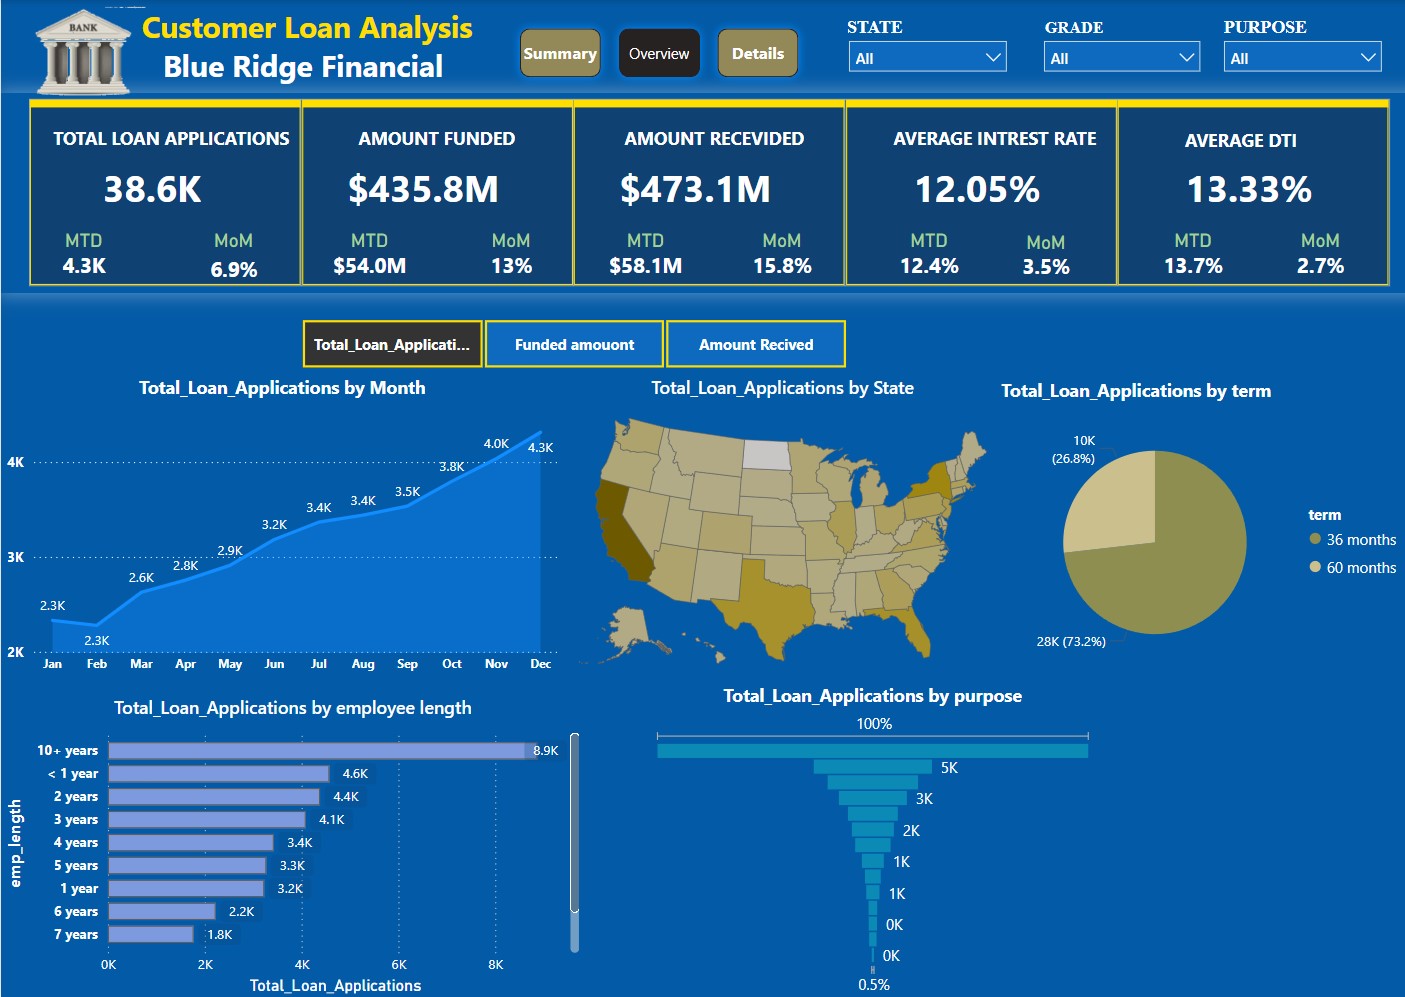 BANK
Customer Loan Analysis
Blue Ridge Financial
Summary
Overview
Details
STATE
All
GRADE
All
PURPOSE
All
TOTAL LOAN APPLICATIONS
38.6K
MTD
MoM
4.3K
6.9%
AMOUNT FUNDED
$435.8M
MTD
MoM
$54.0M
13%
AMOUNT RECEVIDED
$473.1M
MTD
MoM
$58.1M
15.8%
AVERAGE INTREST RATE
12.05%
MTD
MoM
12.4%
3.5%
AVERAGE DTI
13.33%
MTD
MoM
13.7%
2.7%
Total_Loan_Applicati...
Funded amouont
Amount Recived
Total_Loan_Applications by Month
4K
3K
2K
2.3K
2.3K
2.6K
2.8K
2.9K
3.2K
3.4K
3.4K
3.5K
3.8K
4.0K
4.3K
Jan
Feb
Mar
Apr
May
Jun
Jul
Aug
Sep
Oct
Nov
Dec
Total_Loan_Applications by State
Total_Loan_Applications by term
10K
(26.8%)
28K (73.2%)
term
36 months
60 months
Total_Loan_Applications by employee length
emp_length
10+ years
8.9K
< 1 year
4.6K
2 years
4.4K
3 years
4.1K
4 years
3.4K
5 years
3.3K
1 year
3.2K
6 years
2.2K
7 years
1.8K
0K
2K
4K
6K
8K
Total_Loan_Applications
Total_Loan_Applications by purpose
100%
5K
3K
2K
1K
1K
0K
0K
0.5%